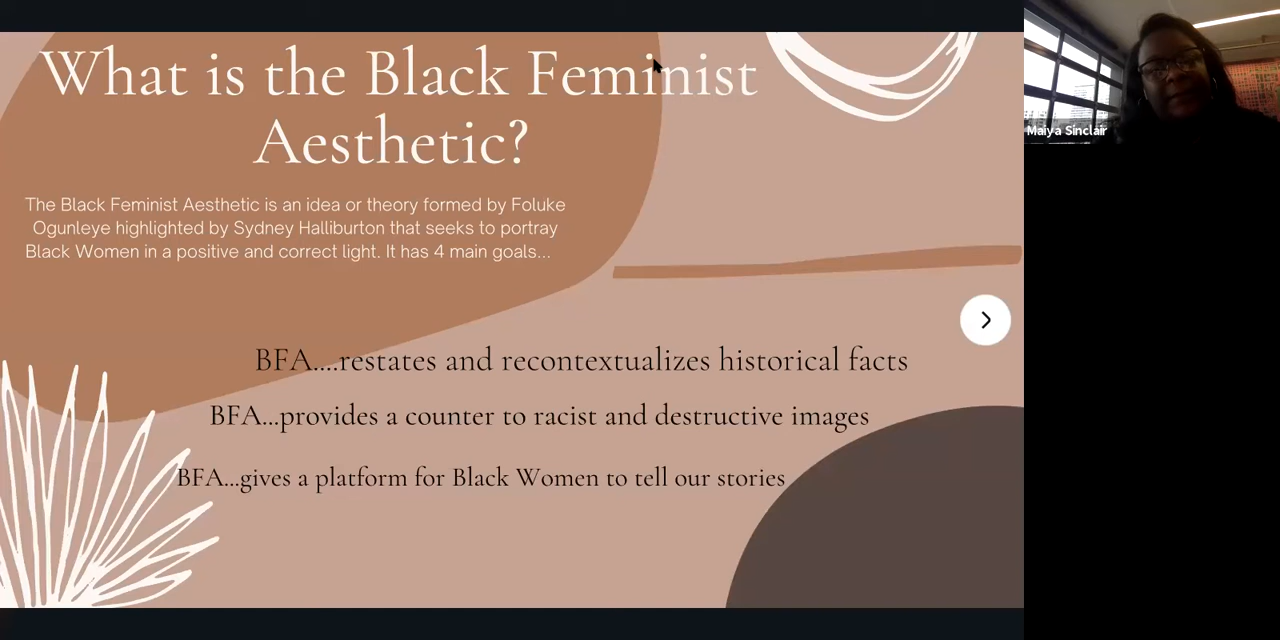 What is the Black Feminist
Aesthetic?
The Black Feminist Aesthetic is an idea or theory formed by Foluke
Ogunleye highlighted by Sydney Halliburton that seeks to portray
Black Women in a positive and correct light. It has 4 main goals...
BFA....restates and recontextualizes historical facts
BFA...provides a counter to racist and destructive images
BFA...gives a platform for Black Women to tell our stories
Maiya Sinclair